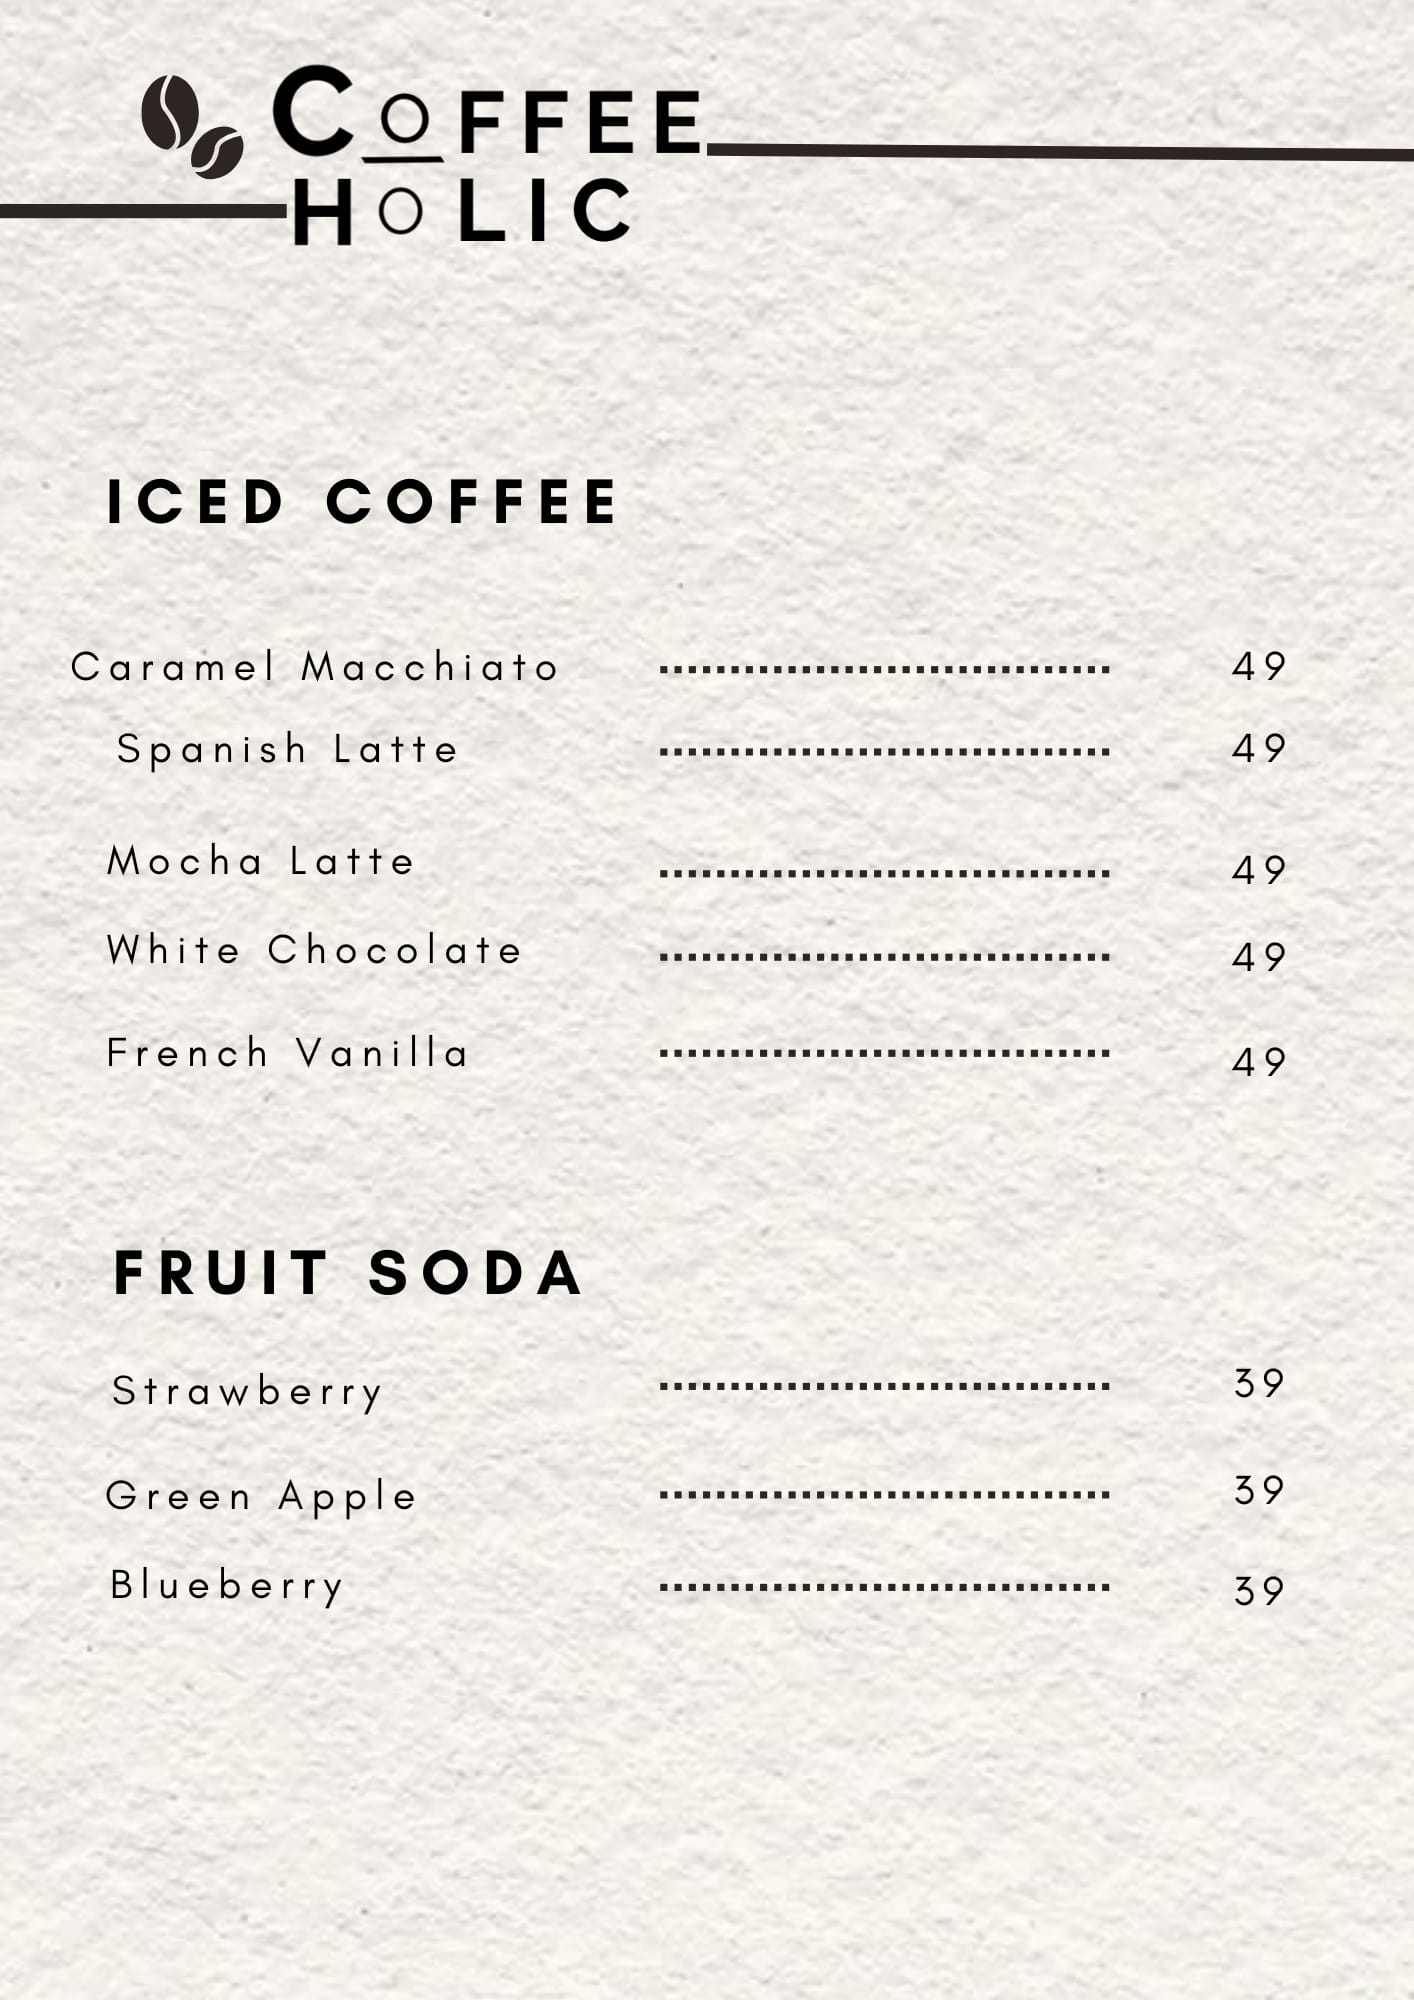 COFFEE
HOLIC
ICED COFFEE
Caramel Macchiato 49
Spanish Latte 49
Mocha Latte 49
White Chocolate 49
French Vanilla 49
FRUIT SODA
Strawberry 39
Green Apple 39
Blueberry 39